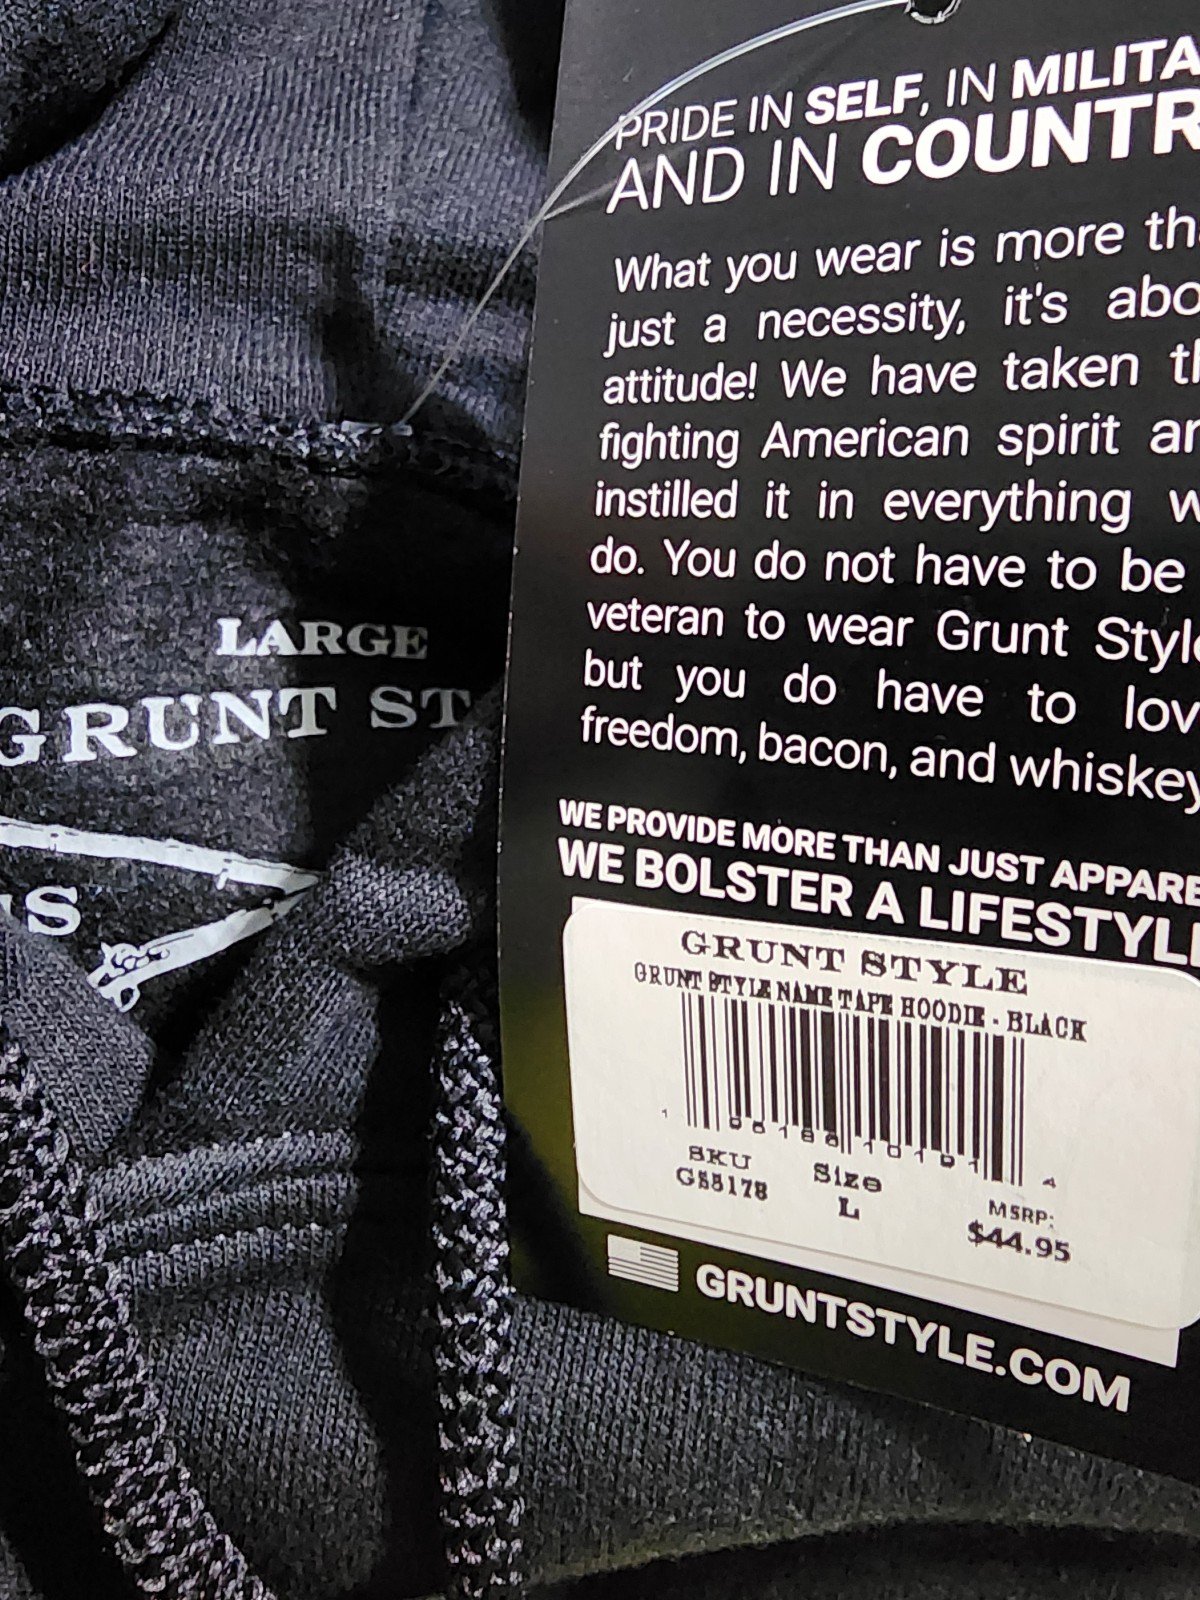 PRIDE IN SELF, IN MILITA
AND IN COUNTR
What you wear is more tha
just a necessity, it's abo
attitude! We have taken th
fighting American spirit an
instilled it in everything w
do. You do not have to be
veteran to wear Grunt Style
but you do have to lov
freedom, bacon, and whiskey
WE PROVIDE MORE THAN JUST APPARE
WE BOLSTER A LIFESTYL
GRUNT STYLE
GRUNT STYLE NAME TAPE HOODIE - BLACK
SKU
Size
MSRP:
GS5178
L
$44.95
GRUNTSTYLE.COM
LARGE
GRUNT ST